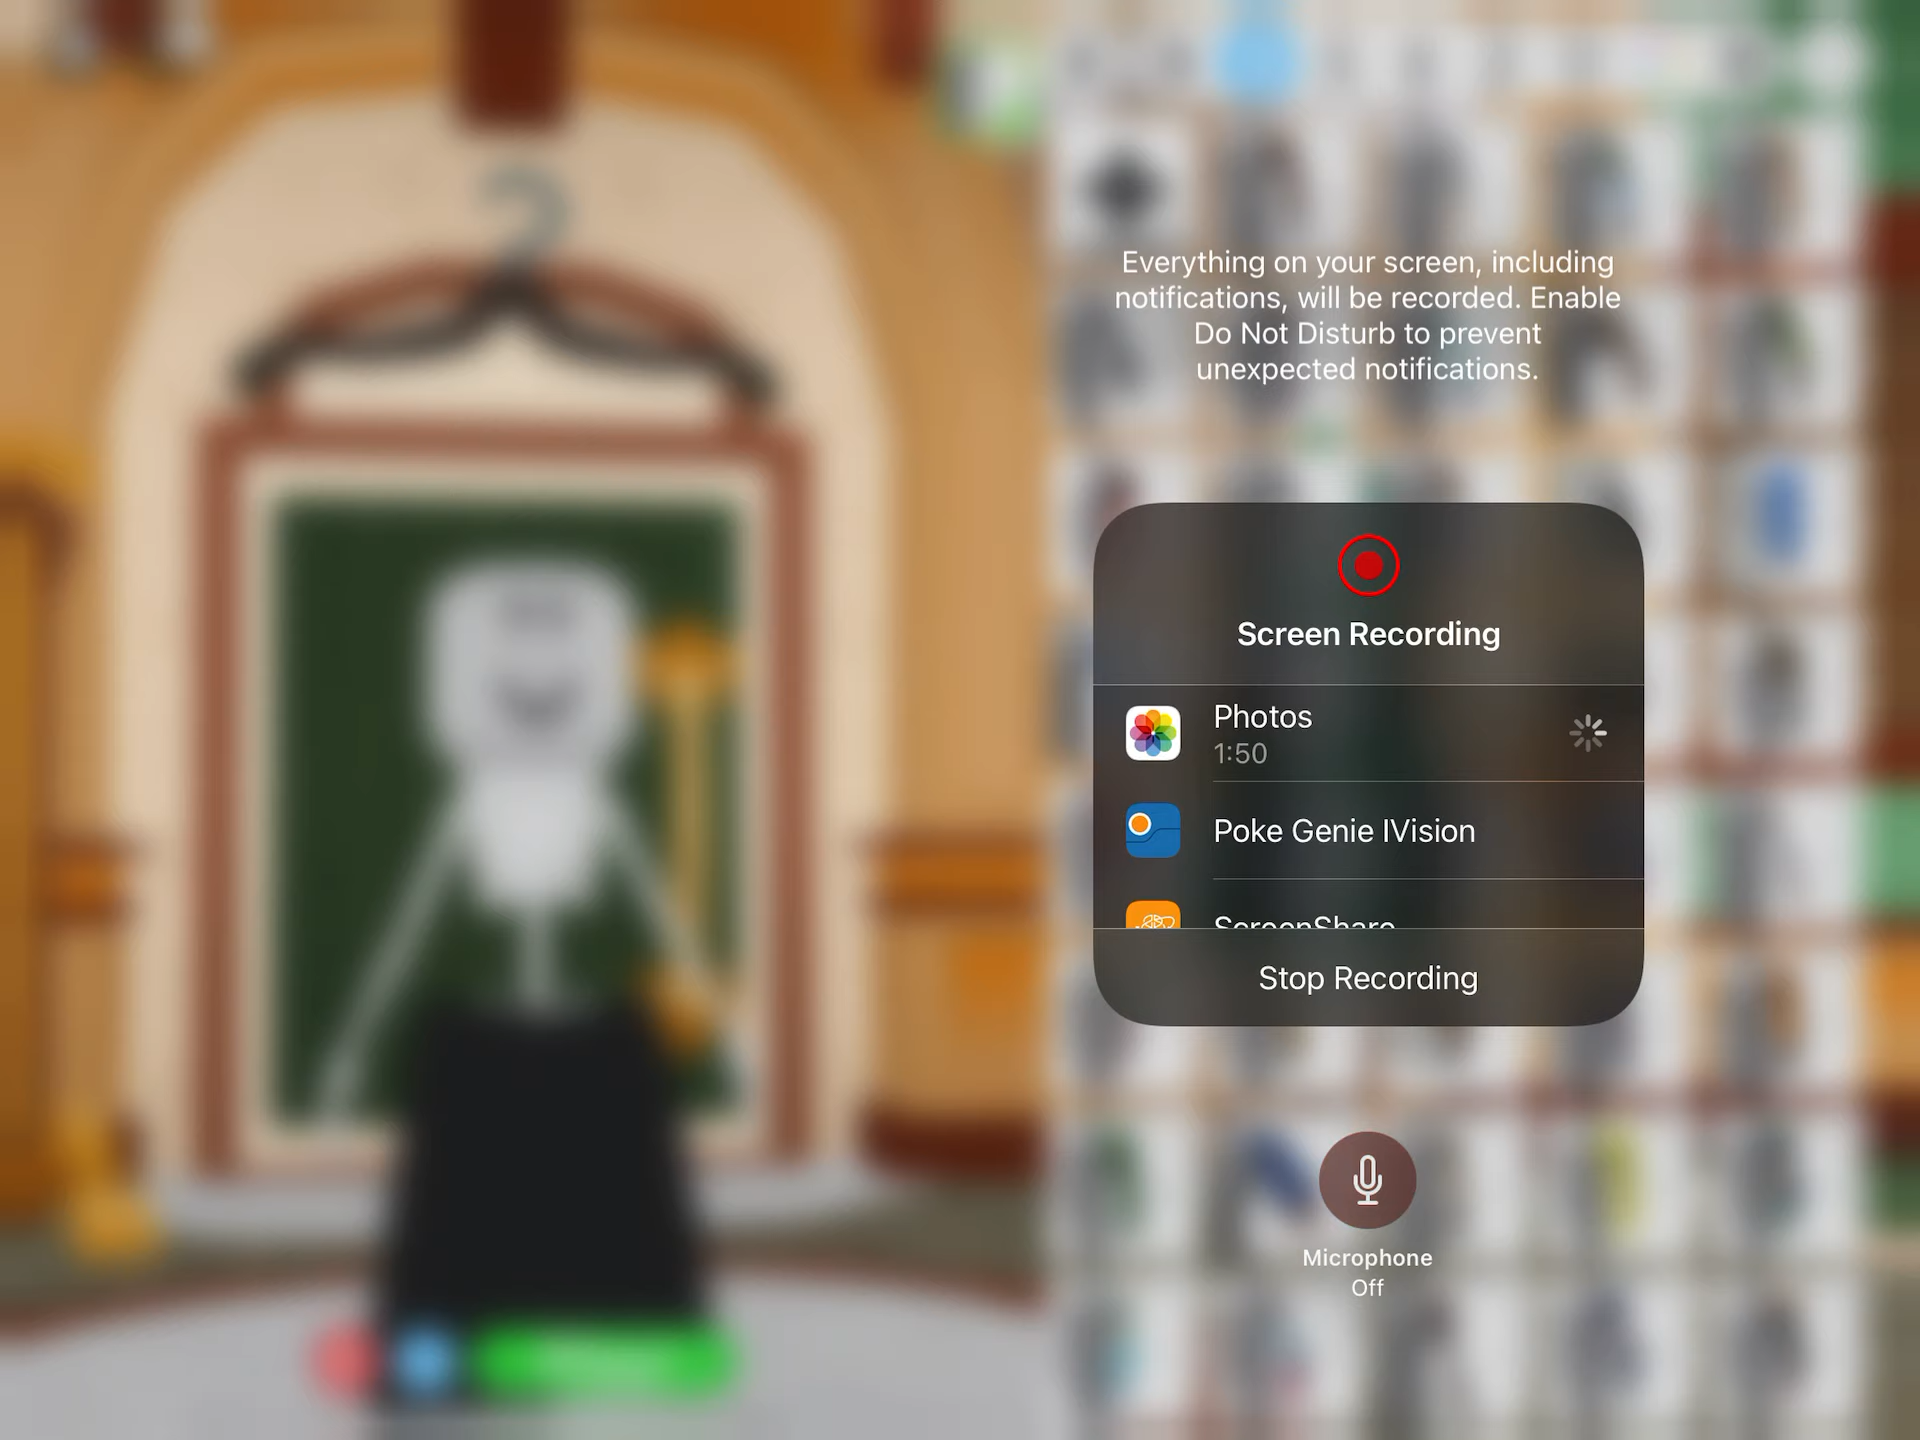 Everything on your screen, including
notifications, will be recorded. Enable
Do Not Disturb to prevent
unexpected notifications.
Screen Recording
Photos
1:50
Poke Genie IVision
ScreenShare
Stop Recording
Microphone
Off